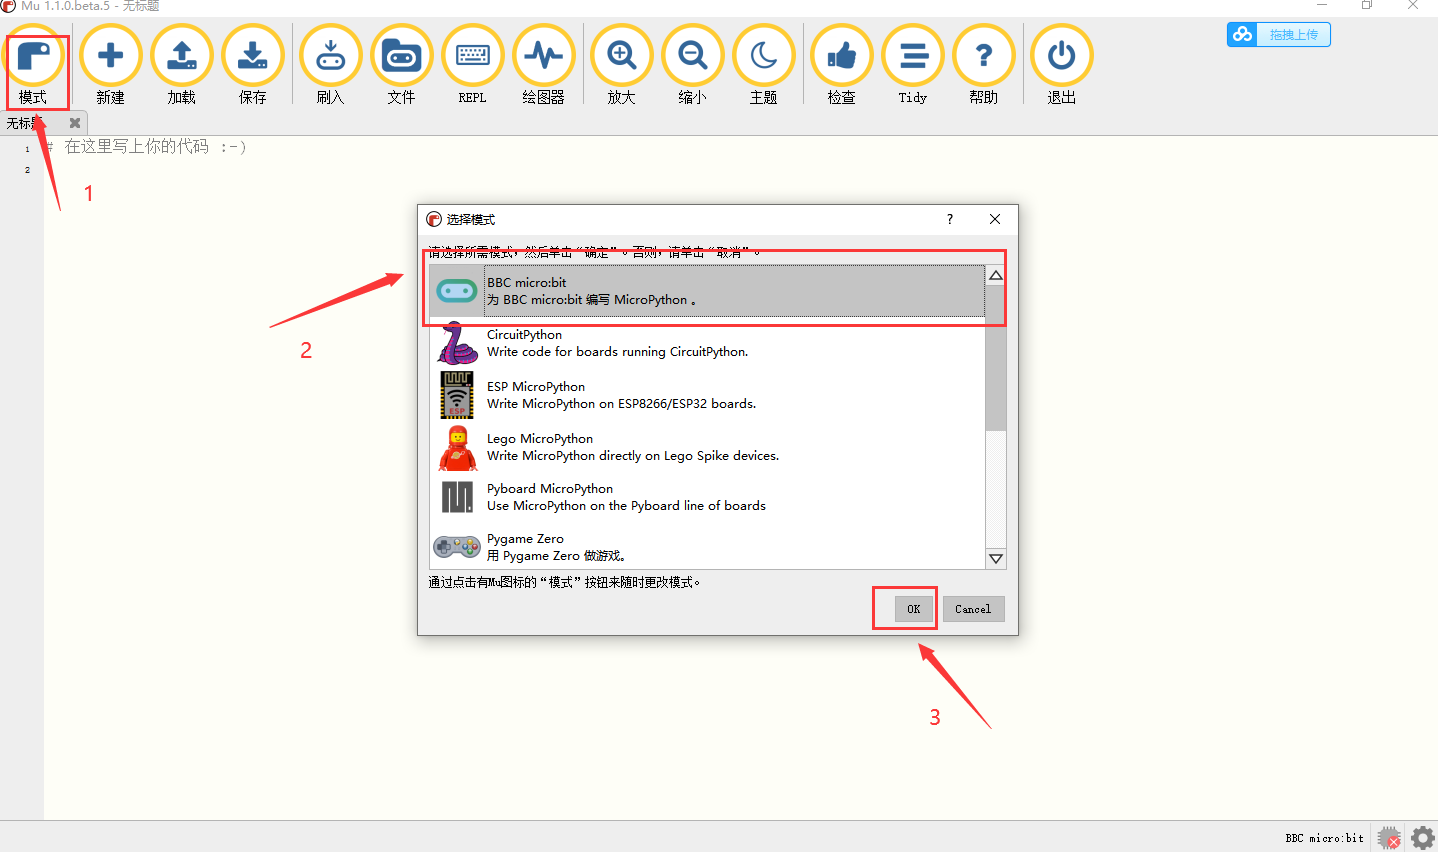 Mu 1.1.0.beta.5 - 无标题
模式
新建
加载
保存
刷入
文件
REPL
绘图器
放大
缩小
主题
检查
Tidy
帮助
退出
拖拽上传
无标题
1 # 在这里写上你的代码 :-)
2
1
选择模式
?
请选择所需模式，然后单击“确定”。否则，请单击“取消”。
BBC micro:bit
为 BBC micro:bit 编写 MicroPython 。
2
CircuitPython
Write code for boards running CircuitPython.
ESP MicroPython
Write MicroPython on ESP8266/ESP32 boards.
ESP
Lego MicroPython
Write MicroPython directly on Lego Spike devices.
Pyboard MicroPython
Use MicroPython on the Pyboard line of boards
Pygame Zero
用 Pygame Zero 做游戏。
通过点击有Mu图标的“模式”按钮来随时更改模式。
OK
Cancel
3
BBC micro:bit